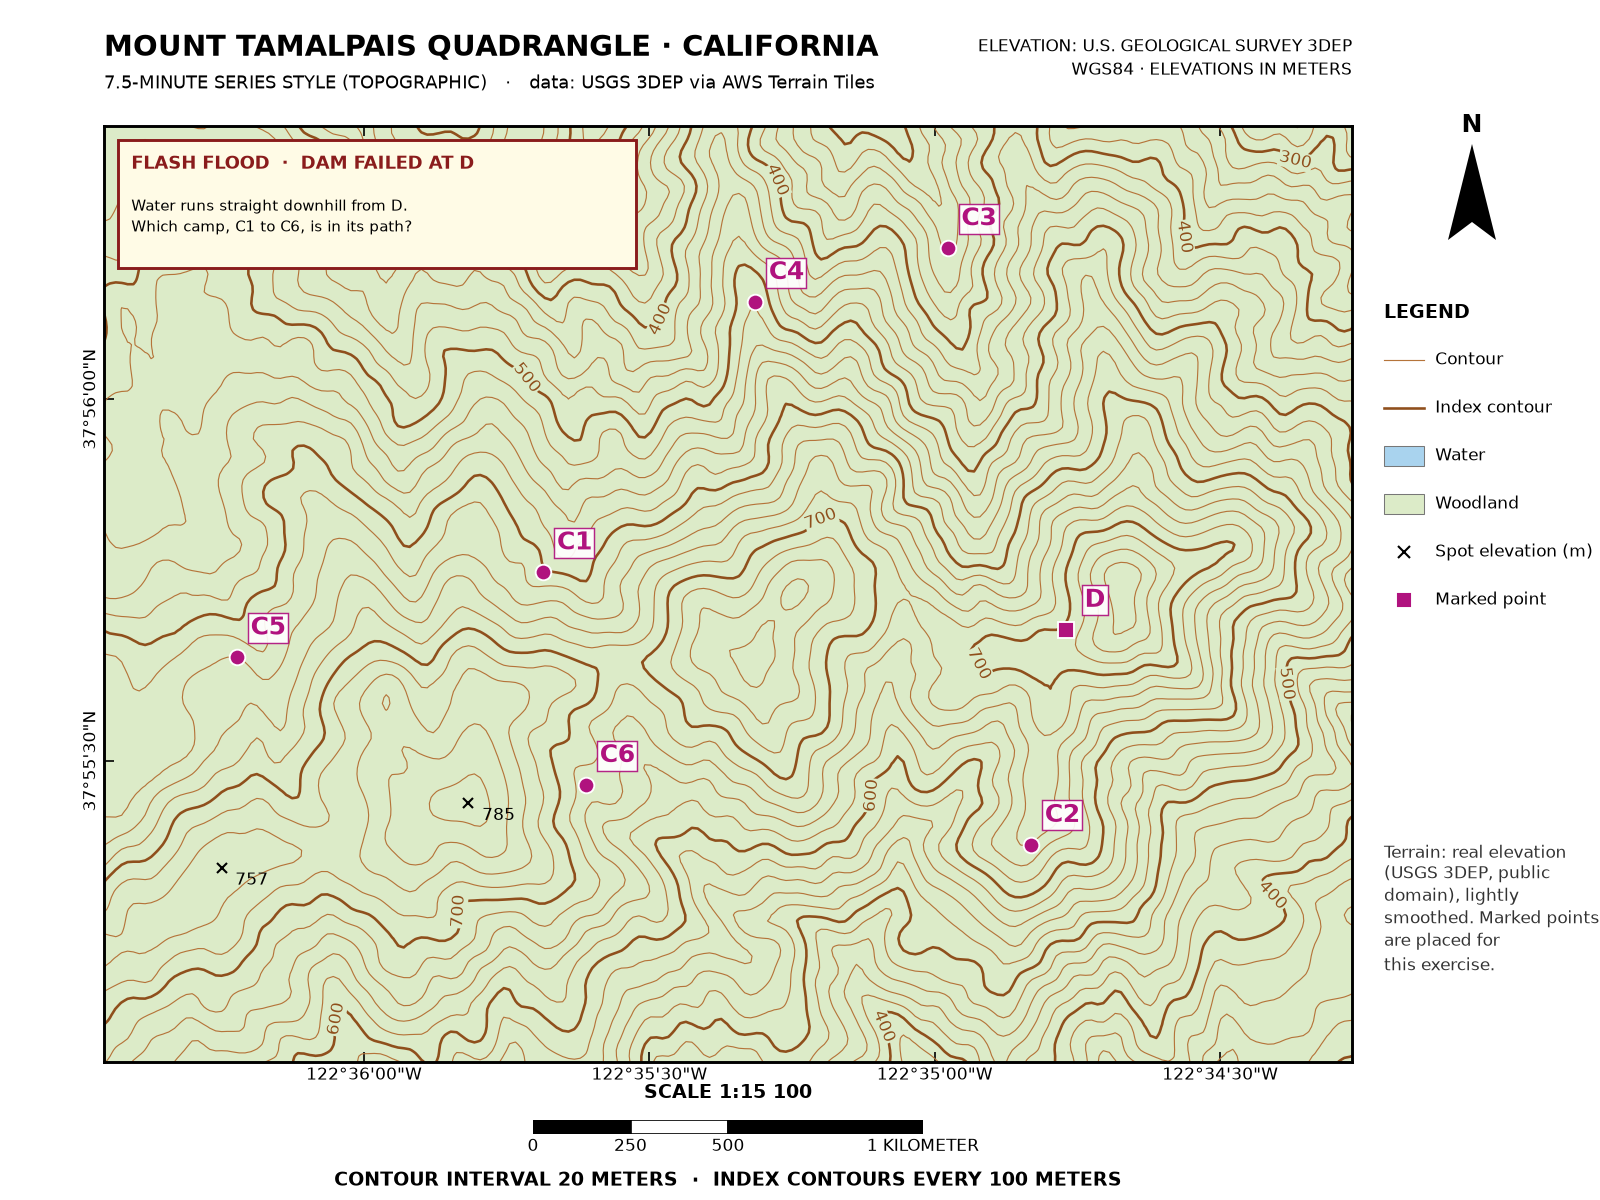 MOUNT TAMALPAIS QUADRANGLE · CALIFORNIA
7.5-MINUTE SERIES STYLE (TOPOGRAPHIC) · data: USGS 3DEP via AWS Terrain Tiles
ELEVATION: U.S. GEOLOGICAL SURVEY 3DEP
WGS84 · ELEVATIONS IN METERS
FLASH FLOOD · DAM FAILED AT D
Water runs straight downhill from D.
Which camp, C1 to C6, is in its path?
N
300
400
400
C3
C4
400
500
37°56'00"N
700
C1
D
C5
700
500
C6
37°55'30"N
785
600
C2
757
400
700
600
400
122°36'00"W
122°35'30"W
122°35'00"W
122°34'30"W
LEGEND
Contour
Index contour
Water
Woodland
Spot elevation (m)
Marked point
Terrain: real elevation
(USGS 3DEP, public
domain), lightly
smoothed. Marked points
are placed for
this exercise.
SCALE 1:15 100
0 250 500 1 KILOMETER
CONTOUR INTERVAL 20 METERS · INDEX CONTOURS EVERY 100 METERS